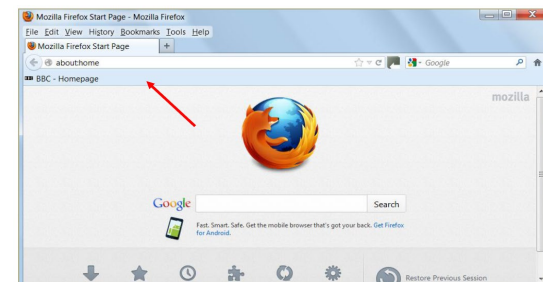 Mozilla Firefox Start Page - Mozilla Firefox
File Edit View History Bookmarks Tools Help
Mozilla Firefox Start Page +
about:home Google
BBC - Homepage
mozilla
Google Search
Fast. Smart. Safe. Get the mobile browser that's got your back. Get Firefox
for Android.
Restore Previous Session